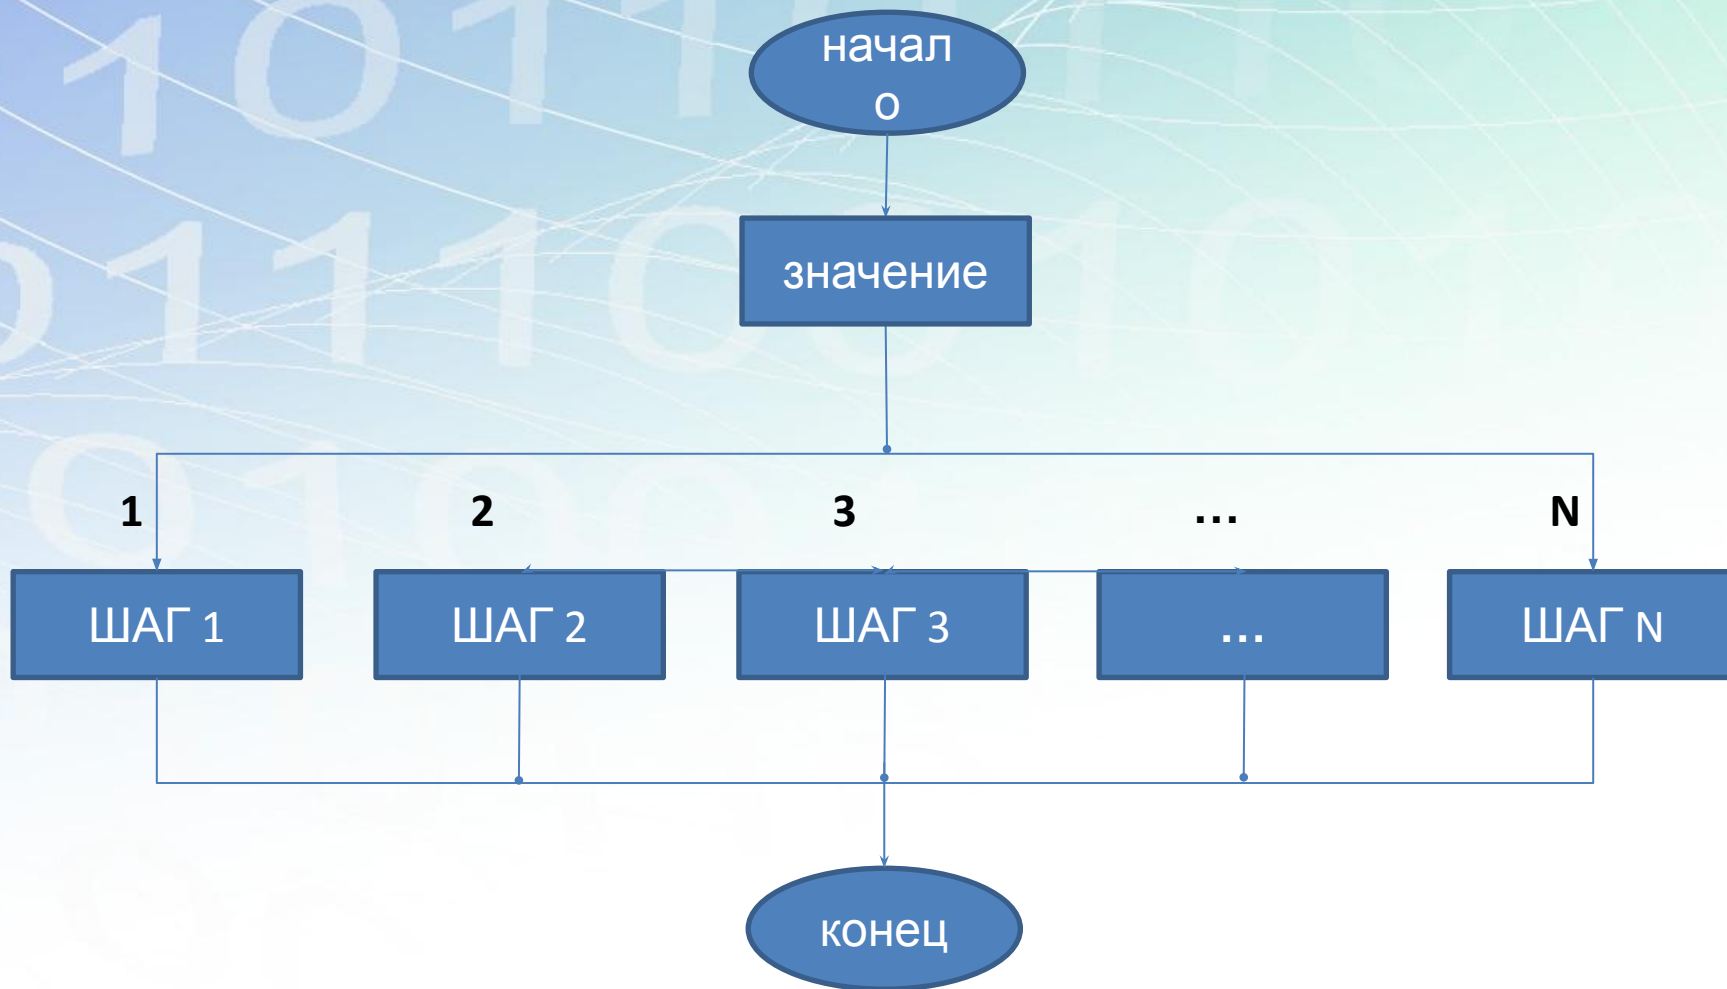 начал
о
значение
1 2 3 ... N
ШАГ 1 ШАГ 2 ШАГ 3 ... ШАГ N
конец